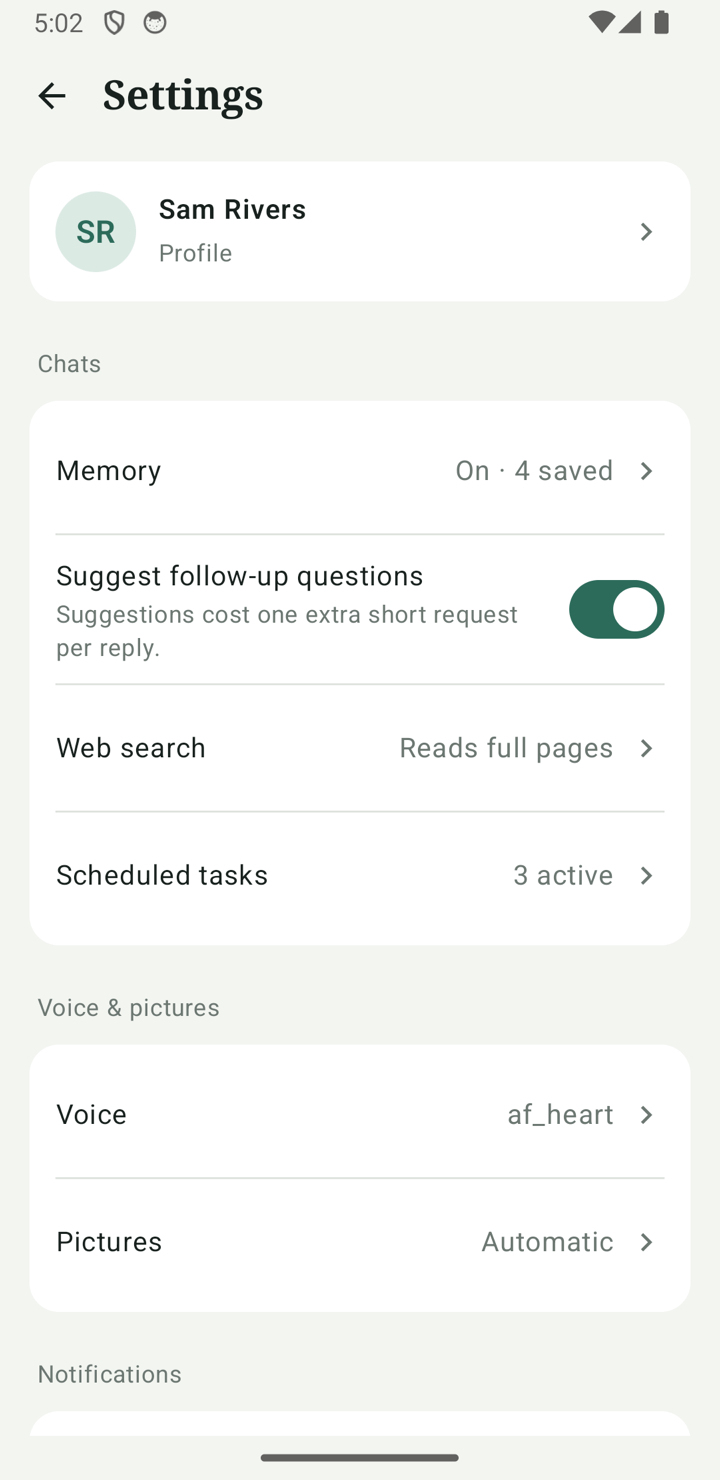 5:02
Settings
SR
Sam Rivers
Profile
Chats
Memory
On · 4 saved
Suggest follow-up questions
Suggestions cost one extra short request
per reply.
Web search
Reads full pages
Scheduled tasks
3 active
Voice & pictures
Voice
af_heart
Pictures
Automatic
Notifications